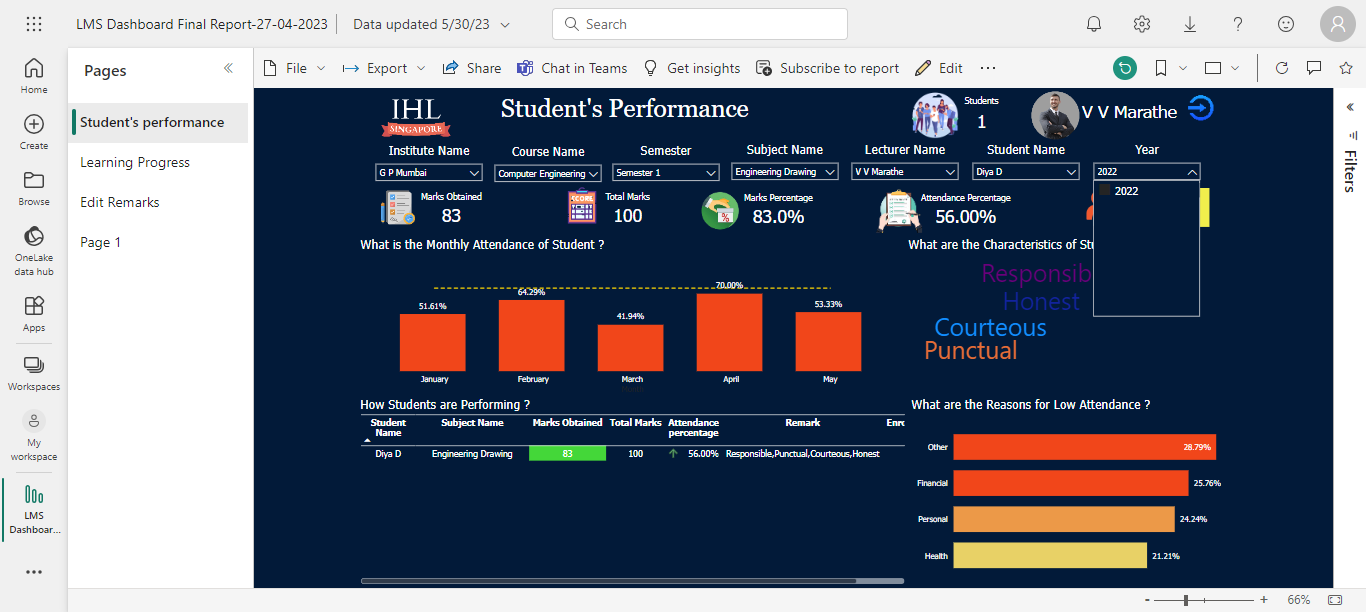 LMS Dashboard Final Report-27-04-2023
Data updated 5/30/23
Search
Home
Create
Browse
OneLake
data hub
Apps
Workspaces
My
workspace
LMS
Dashboar...
Pages
Student's performance
Learning Progress
Edit Remarks
Page 1
File
Export
Share
Chat in Teams
Get insights
Subscribe to report
Edit
IHL
SINGAPORE
Student's Performance
Students
1
V V Marathe
Institute Name
Course Name
Semester
Subject Name
Lecturer Name
Student Name
Year
G P Mumbai
Computer Engineering
Semester 1
Engineering Drawing
V V Marathe
Diya D
2022
2022
Marks Obtained
83
SCORE
Total Marks
100
Marks Percentage
83.0%
Attendance Percentage
56.00%
What is the Monthly Attendance of Student ?
51.61%
64.29%
41.94%
70.00%
53.33%
January
February
March
April
May
What are the Characteristics of St
Responsib
Honest
Courteous
Punctual
How Students are Performing ?
Student Name
Subject Name
Marks Obtained
Total Marks
Attendance percentage
Remark
Enro
Diya D
Engineering Drawing
83
100
56.00%
Responsible,Punctual,Courteous,Honest
What are the Reasons for Low Attendance ?
Other
28.79%
Financial
25.76%
Personal
24.24%
Health
21.21%
Filters
66%